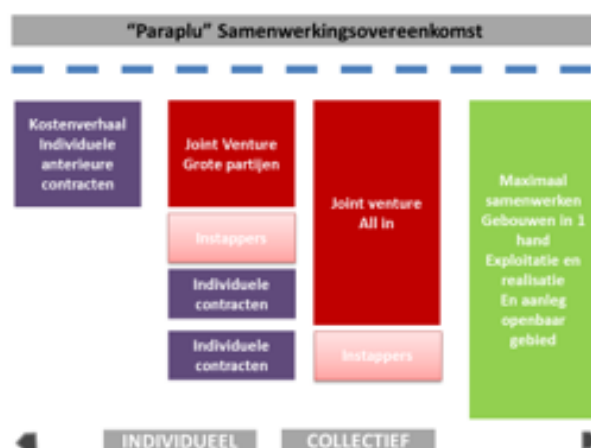 "Paraplu" Samenwerkingsovereenkomst
Kostenverhaal
Individuele
anterieure
contracten
Joint Venture
Grote partijen
Instappers
Individuele
contracten
Individuele
contracten
Joint venture
All in
Instappers
Maximaal
samenwerken
Gebouwen in 1
hand
Exploitatie en
realisatie
En aanleg
openbaar
gebied
INDIVIDUEEL
COLLECTIEF